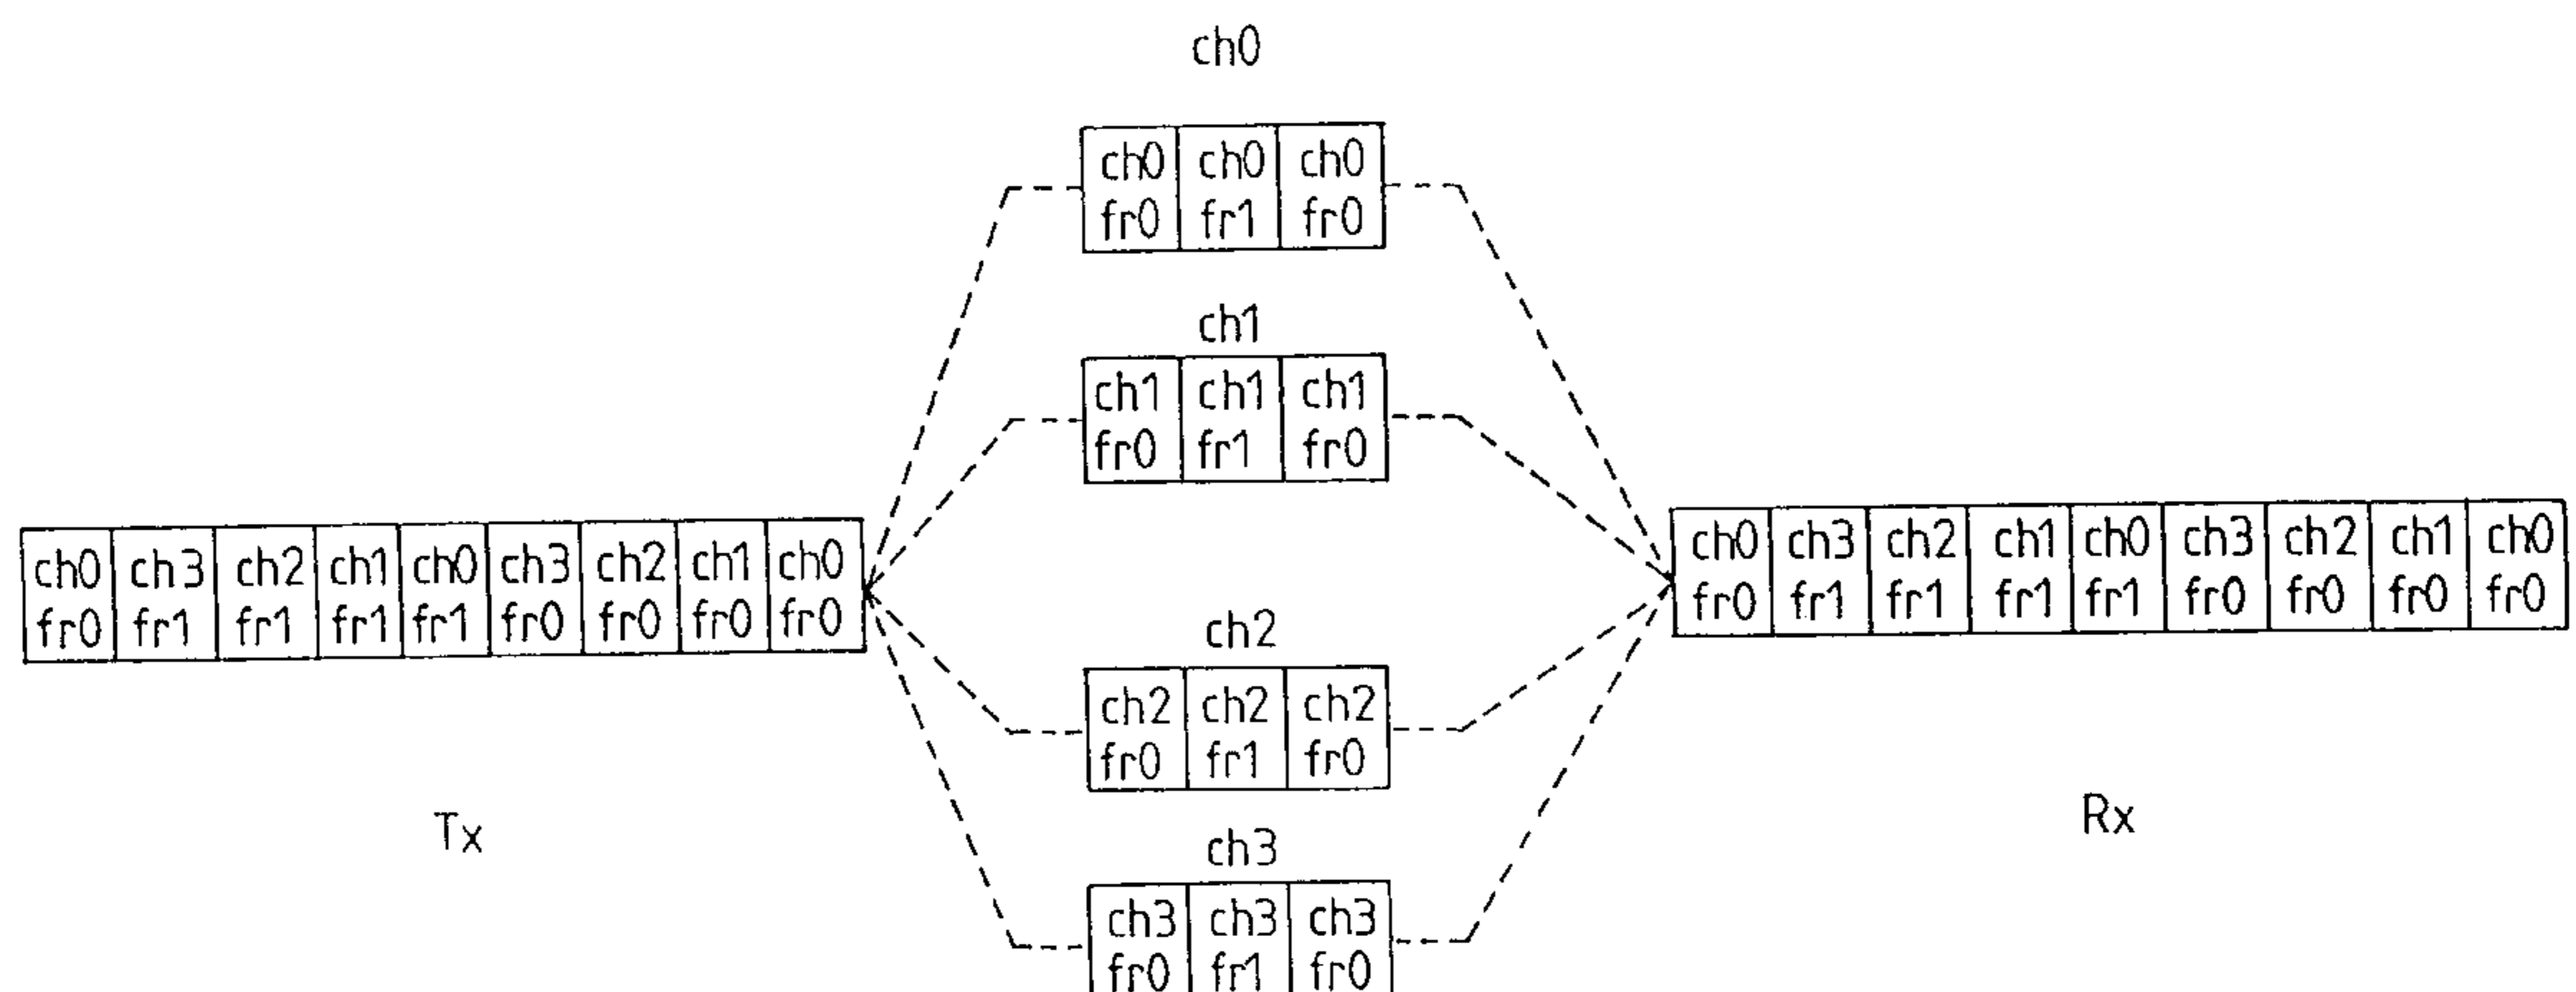 ch0
ch0 ch0 ch0
fr0 fr1 fr0
ch1
ch1 ch1 ch1
fr0 fr1 fr0
ch0 ch3 ch2 ch1 ch0 ch3 ch2 ch1 ch0
fr0 fr1 fr1 fr1 fr1 fr0 fr0 fr0 fr0
Tx
ch2
ch2 ch2 ch2
fr0 fr1 fr0
ch3
ch3 ch3 ch3
fr0 fr1 fr0
ch0 ch3 ch2 ch1 ch0 ch3 ch2 ch1 ch0
fr0 fr1 fr1 fr1 fr1 fr0 fr0 fr0 fr0
Rx